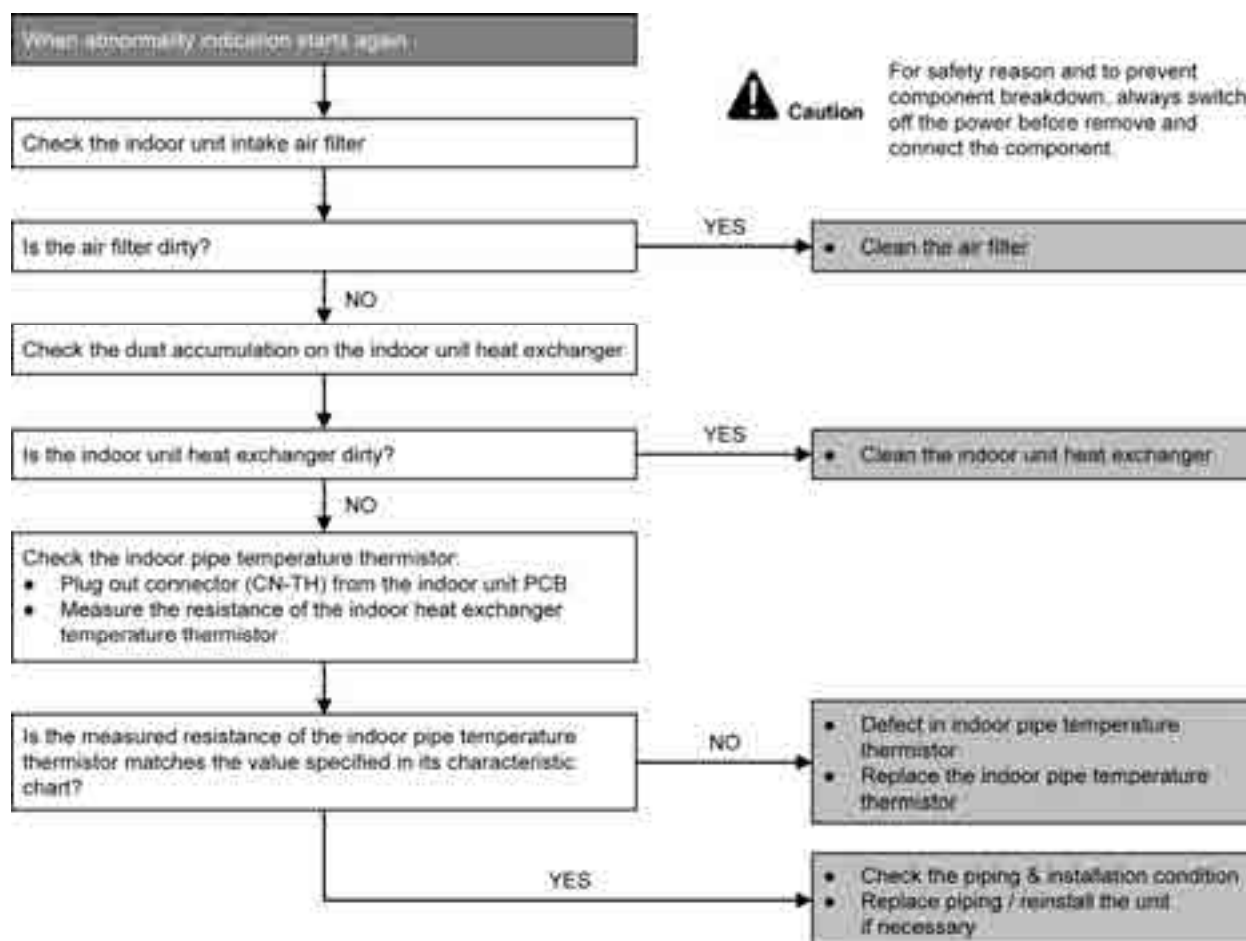 When abnormality indication starts again
For safety reason and to prevent
component breakdown, always switch
off the power before remove and
connect the component.
Caution
Check the indoor unit intake air filter
Is the air filter dirty?
YES
• Clean the air filter
NO
Check the dust accumulation on the indoor unit heat exchanger
Is the indoor unit heat exchanger dirty?
YES
• Clean the indoor unit heat exchanger
NO
Check the indoor pipe temperature thermistor:
• Plug out connector (CN-TH) from the indoor unit PCB
• Measure the resistance of the indoor heat exchanger
temperature thermistor
Is the measured resistance of the indoor pipe temperature
thermistor matches the value specified in its characteristic
chart?
NO
• Defect in indoor pipe temperature
thermistor
• Replace the indoor pipe temperature
thermistor
YES
• Check the piping & installation condition
• Replace piping / reinstall the unit
if necessary